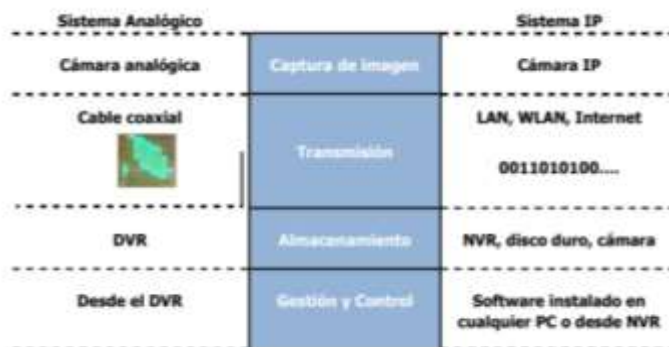 Sistema Analógico
Sistema IP
Cámara analógica
Captura de imagen
Cámara IP
Cable coaxial
Transmisión
LAN, WLAN, Internet
0011010100....
DVR
Almacenamiento
NVR, disco duro, cámara
Desde el DVR
Gestión y Control
Software instalado en
cualquier PC o desde NVR